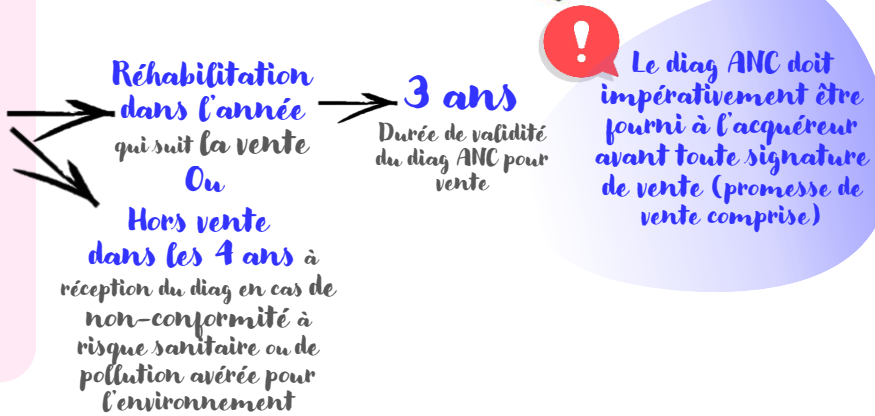 Réhabilitation
dans l'année
qui suit la vente
Ou
Hors vente
dans les 4 ans à
réception du diag en cas de
non-conformité à
risque sanitaire ou de
pollution avérée pour
l'environnement
3 ans
Durée de validité
du diag ANC pour
vente
!
Le diag ANC doit
impérativement être
fourni à l'acquéreur
avant toute signature
de vente (promesse de
vente comprise)